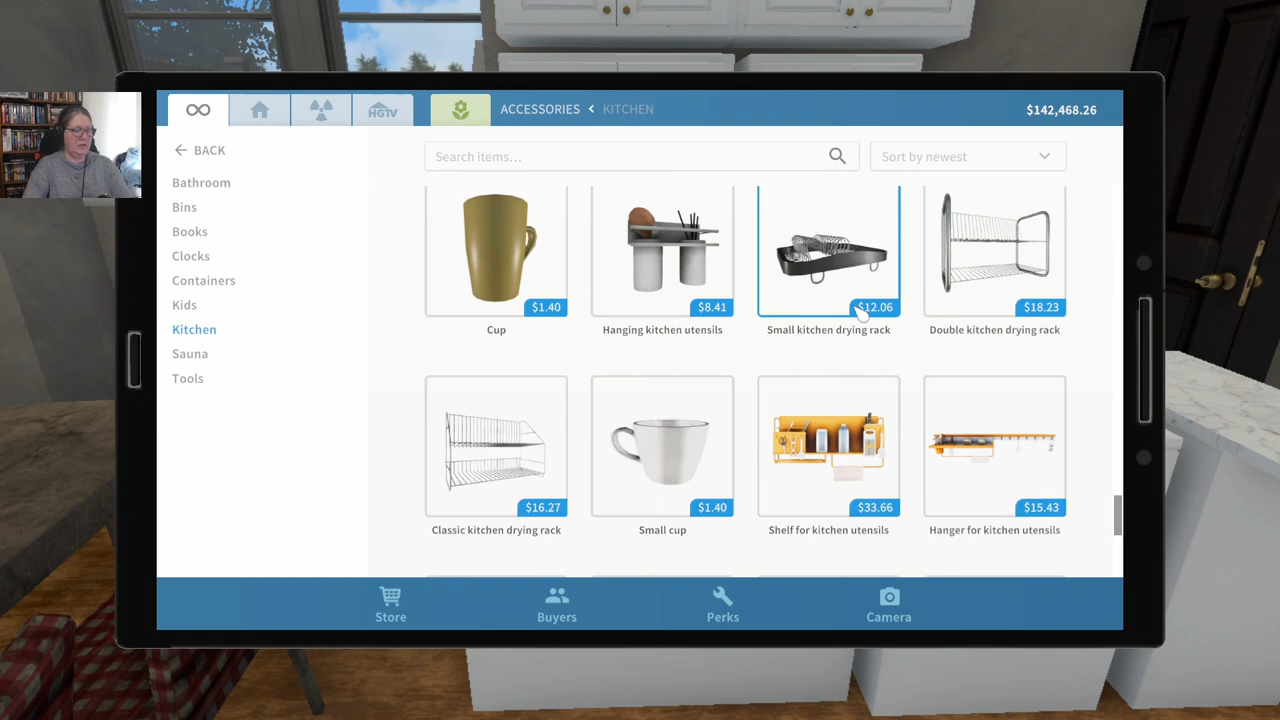 HGTV
ACCESSORIES < KITCHEN
$142,468.26
BACK
Search items...
Sort by newest
Bathroom
Bins
Books
Clocks
Containers
Kids
Kitchen
Sauna
Tools
$1.40
$8.41
$12.06
$18.23
Cup
Hanging kitchen utensils
Small kitchen drying rack
Double kitchen drying rack
$16.27
$1.40
$33.66
$15.43
Classic kitchen drying rack
Small cup
Shelf for kitchen utensils
Hanger for kitchen utensils
Store
Buyers
Perks
Camera